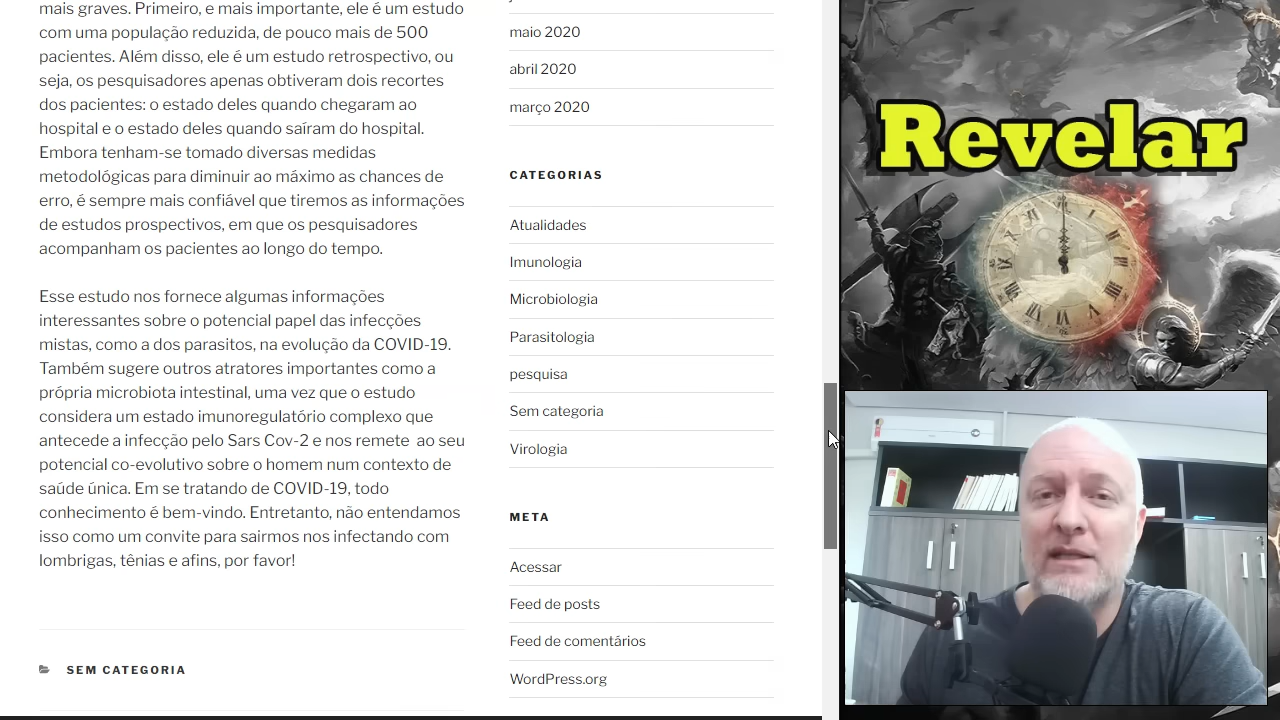 mais graves. Primeiro, e mais importante, ele é um estudo
com uma população reduzida, de pouco mais de 500
pacientes. Além disso, ele é um estudo retrospectivo, ou
seja, os pesquisadores apenas obtiveram dois recortes
dos pacientes: o estado deles quando chegaram ao
hospital e o estado deles quando saíram do hospital.
Embora tenham-se tomado diversas medidas
metodológicas para diminuir ao máximo as chances de
erro, é sempre mais confiável que tiremos as informações
de estudos prospectivos, em que os pesquisadores
acompanham os pacientes ao longo do tempo.
Esse estudo nos fornece algumas informações
interessantes sobre o potencial papel das infecções
mistas, como a dos parasitos, na evolução da COVID-19.
Também sugere outros atratores importantes como a
própria microbiota intestinal, uma vez que o estudo
considera um estado imunoregulatório complexo que
antecede a infecção pelo Sars Cov-2 e nos remete ao seu
potencial co-evolutivo sobre o homem num contexto de
saúde única. Em se tratando de COVID-19, todo
conhecimento é bem-vindo. Entretanto, não entendamos
isso como um convite para sairmos nos infectando com
lombrigas, tênias e afins, por favor!
SEM CATEGORIA
maio 2020
abril 2020
março 2020
CATEGORIAS
Atualidades
Imunologia
Microbiologia
Parasitologia
pesquisa
Sem categoria
Virologia
META
Acessar
Feed de posts
Feed de comentários
WordPress.org
Revelar